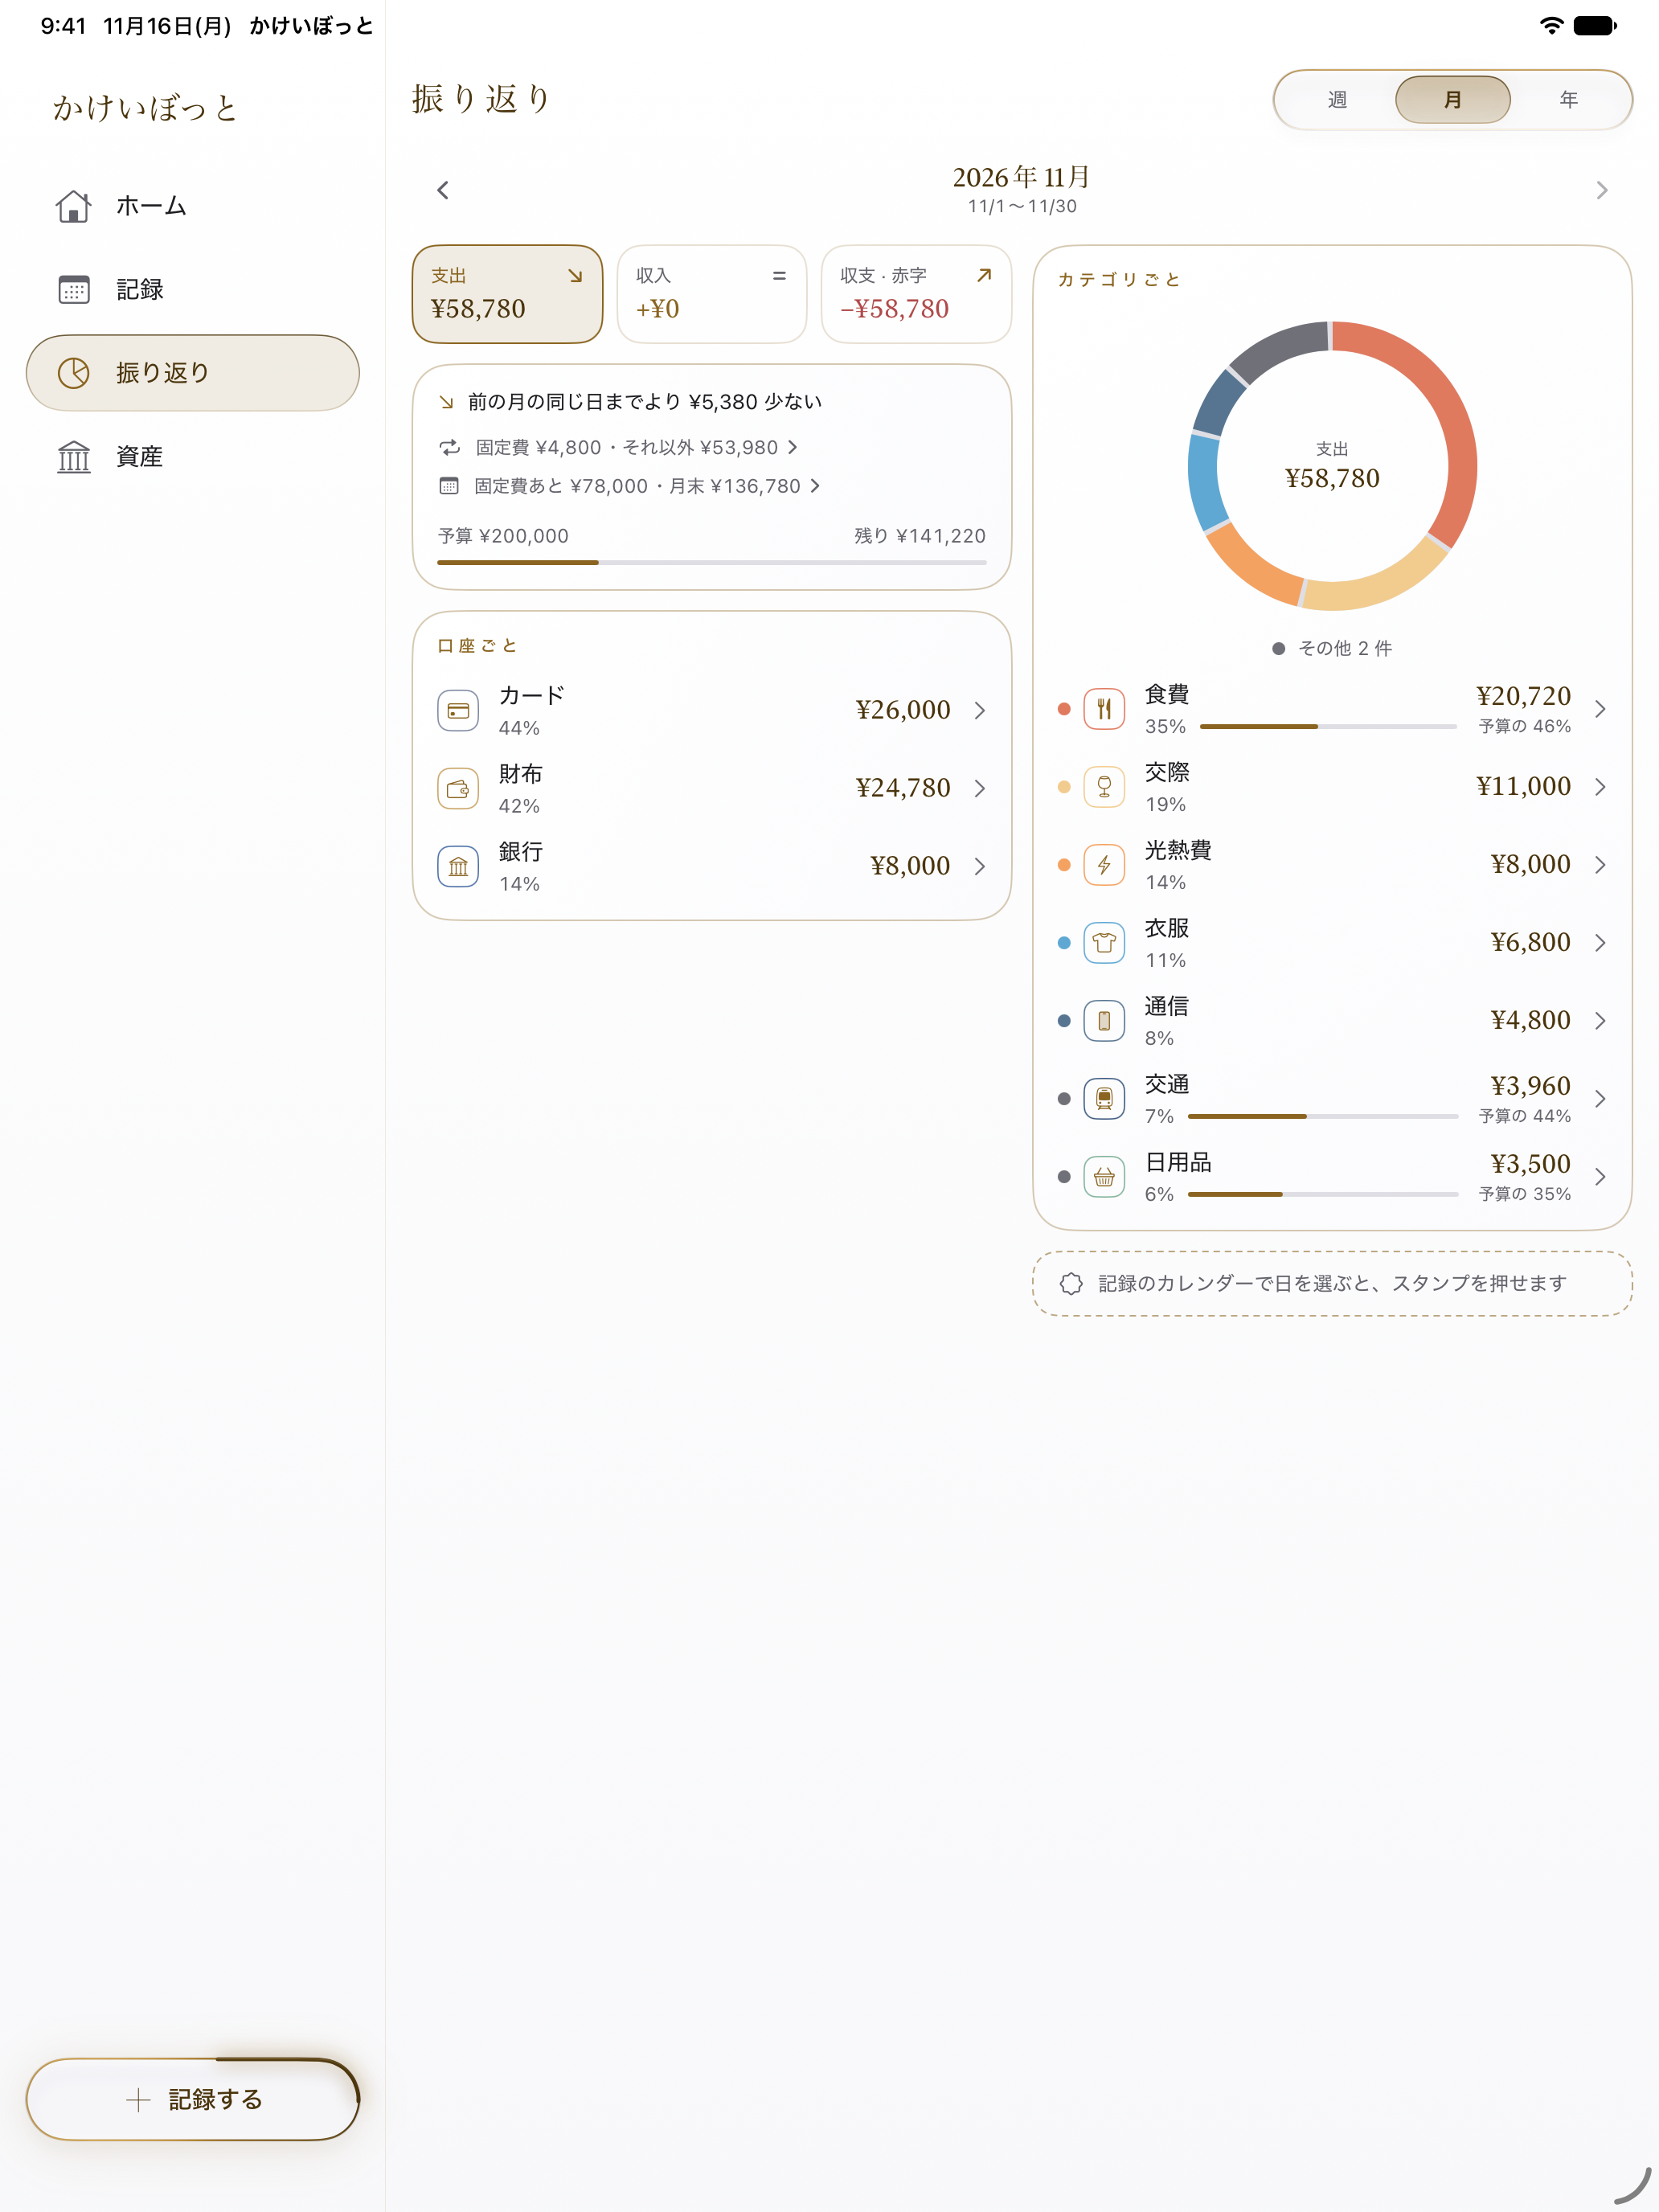 9:41 11月16日(月) かけいぼっと
かけいぼっと
ホーム
記録
振り返り
資産
記録する
振り返り
週 月 年
2026年 11月
11/1〜11/30
支出
¥58,780
収入 =
+¥0
収支・赤字
−¥58,780
前の月の同じ日までより ¥5,380 少ない
固定費 ¥4,800・それ以外 ¥53,980
固定費あと ¥78,000・月末 ¥136,780
予算 ¥200,000 残り ¥141,220
口座ごと
カード ¥26,000
44%
財布 ¥24,780
42%
銀行 ¥8,000
14%
カテゴリごと
支出
¥58,780
その他 2 件
食費 ¥20,720
35% 予算の 46%
交際 ¥11,000
19%
光熱費 ¥8,000
14%
衣服 ¥6,800
11%
通信 ¥4,800
8%
交通 ¥3,960
7% 予算の 44%
日用品 ¥3,500
6% 予算の 35%
記録のカレンダーで日を選ぶと、スタンプを押せます